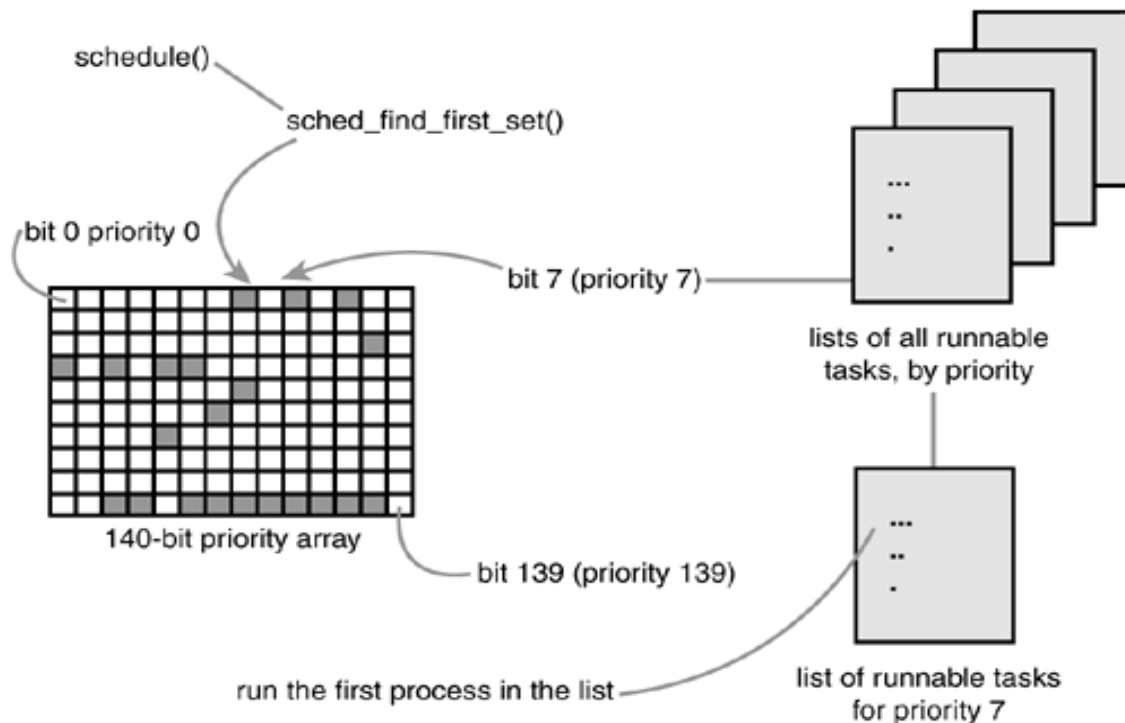 schedule()
sched_find_first_set()
bit 0 priority 0
bit 7 (priority 7)
...
..
.
lists of all runnable
tasks, by priority
140-bit priority array
bit 139 (priority 139)
...
..
.
run the first process in the list
list of runnable tasks
for priority 7